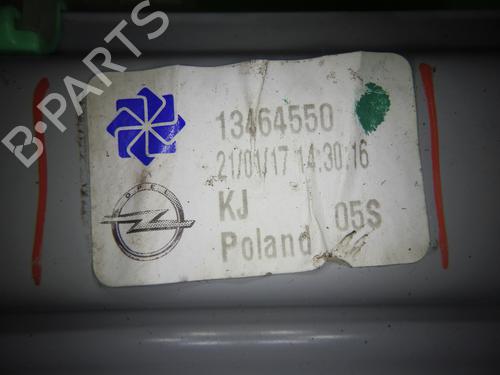 B-PARTS
13464550
21/01/17 14:30:16
OPEL
KJ
05S
Poland